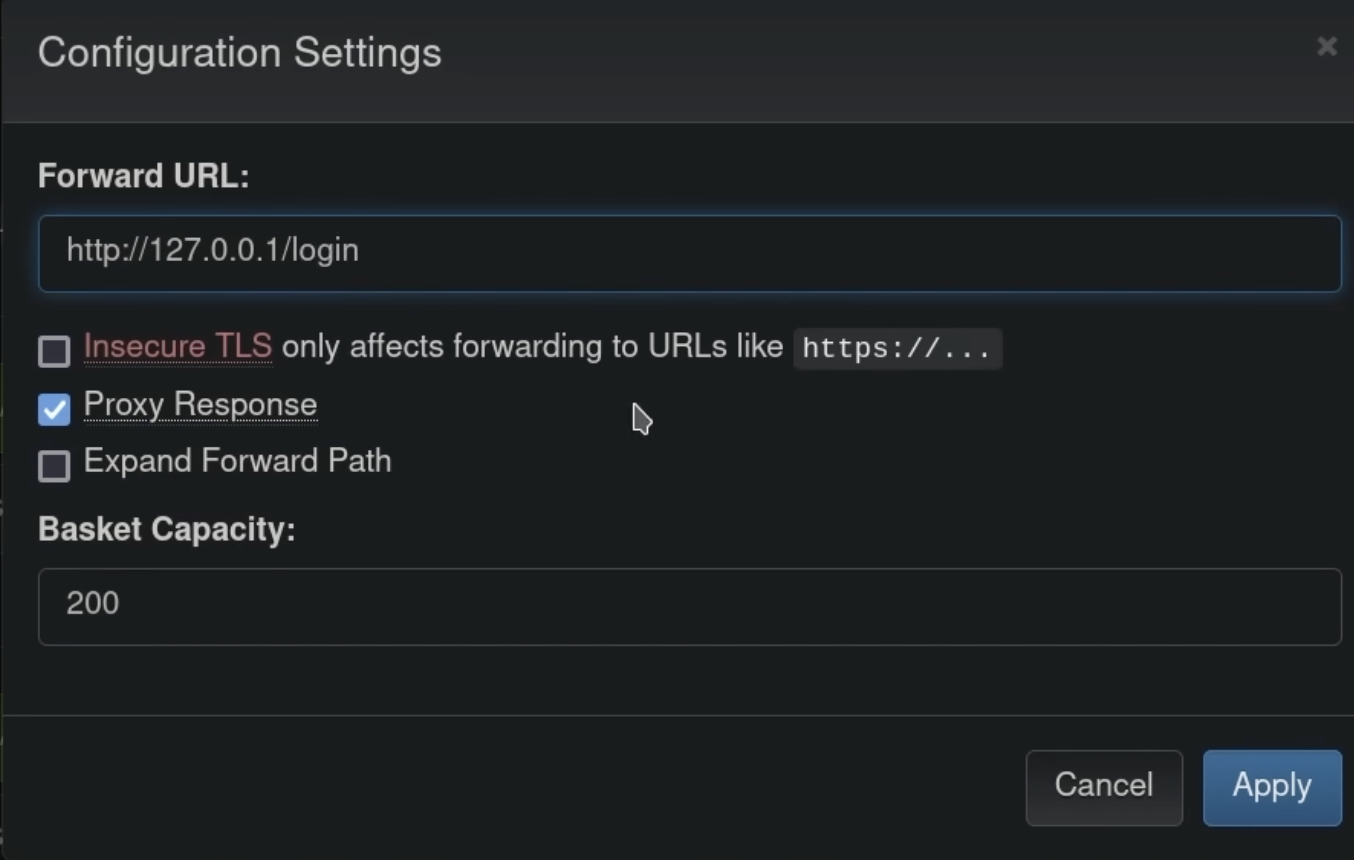 Configuration Settings
Forward URL:
http://127.0.0.1/login
Insecure TLS only affects forwarding to URLs like https://...
Proxy Response
Expand Forward Path
Basket Capacity:
200
Cancel
Apply